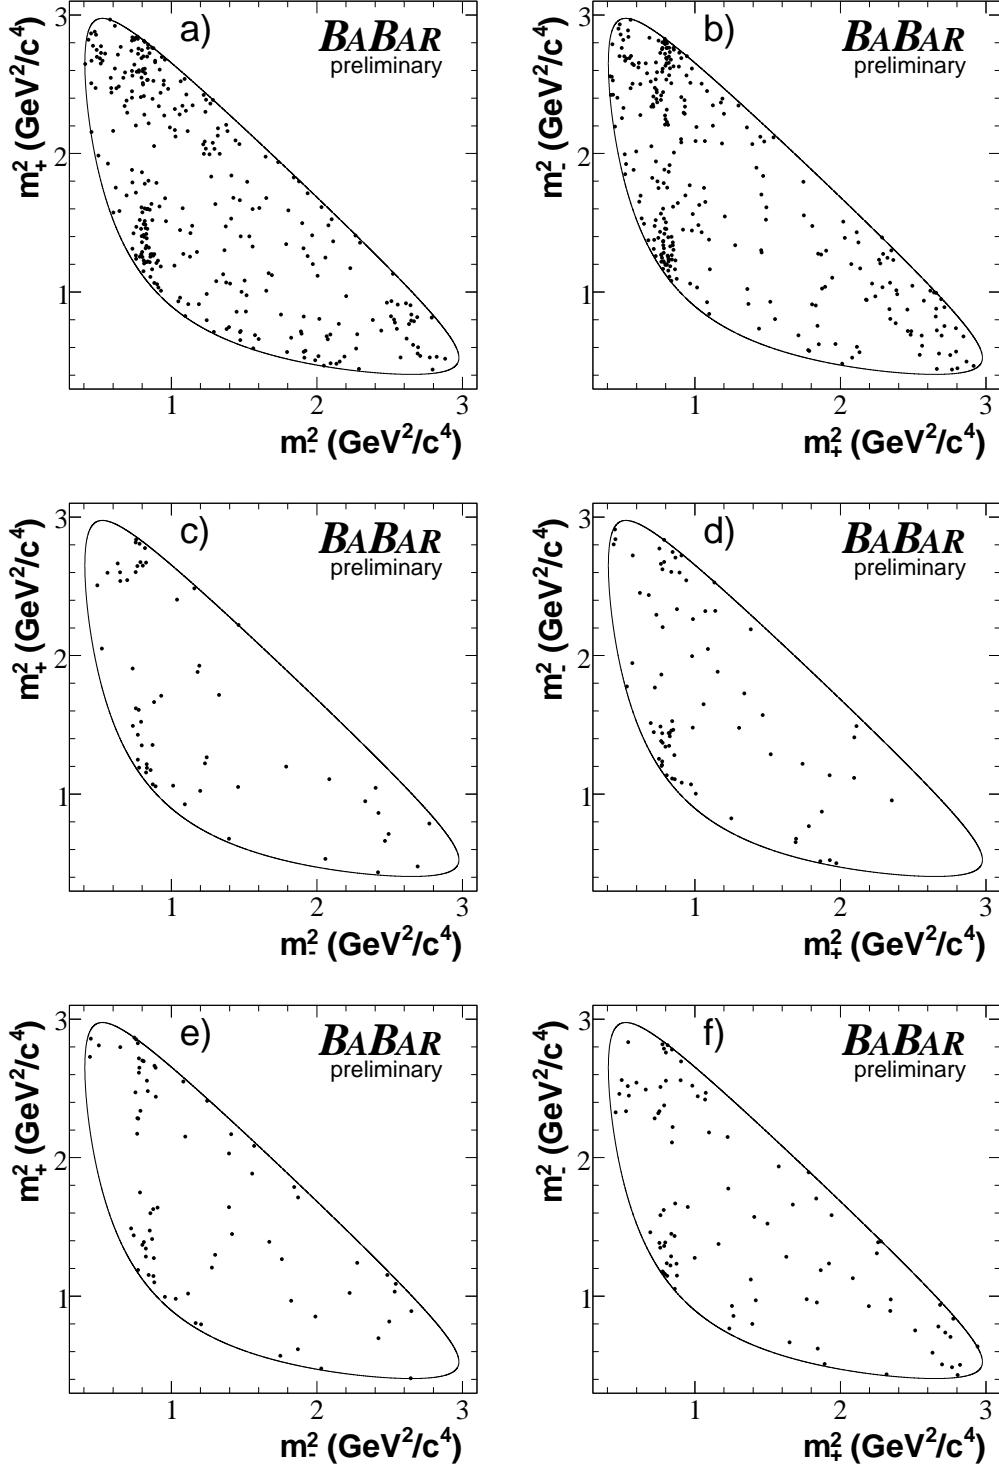 a)
BABAR
preliminary
3
2
1
m²₊ (GeV²/c⁴)
1 2 3
m²₋ (GeV²/c⁴)
b)
BABAR
preliminary
3
2
1
m²₋ (GeV²/c⁴)
1 2 3
m²₊ (GeV²/c⁴)
c)
BABAR
preliminary
3
2
1
m²₊ (GeV²/c⁴)
1 2 3
m²₋ (GeV²/c⁴)
d)
BABAR
preliminary
3
2
1
m²₋ (GeV²/c⁴)
1 2 3
m²₊ (GeV²/c⁴)
e)
BABAR
preliminary
3
2
1
m²₊ (GeV²/c⁴)
1 2 3
m²₋ (GeV²/c⁴)
f)
BABAR
preliminary
3
2
1
m²₋ (GeV²/c⁴)
1 2 3
m²₊ (GeV²/c⁴)